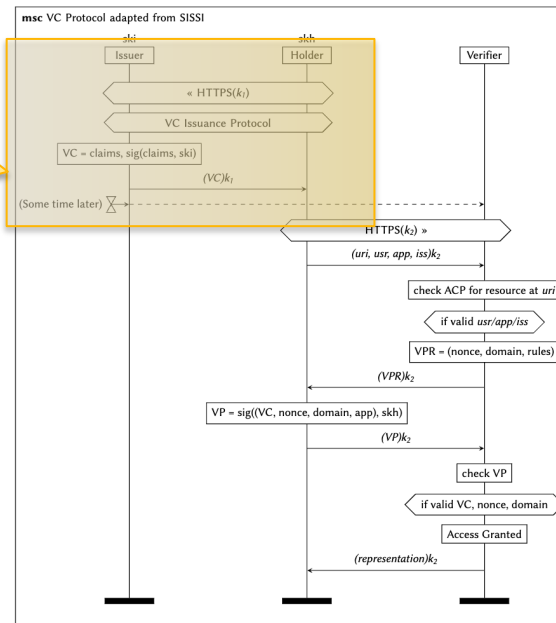 msc VC Protocol adapted from SISSI
ski
skh
Issuer
Holder
Verifier
« HTTPS(k₁)
VC Issuance Protocol
VC = claims, sig(claims, ski)
(VC)k₁
(Some time later)
HTTPS(k₂) »
(uri, usr, app, iss)k₂
check ACP for resource at uri
if valid usr/app/iss
VPR = (nonce, domain, rules)
(VPR)k₂
VP = sig((VC, nonce, domain, app), skh)
(VP)k₂
check VP
if valid VC, nonce, domain
Access Granted
(representation)k₂